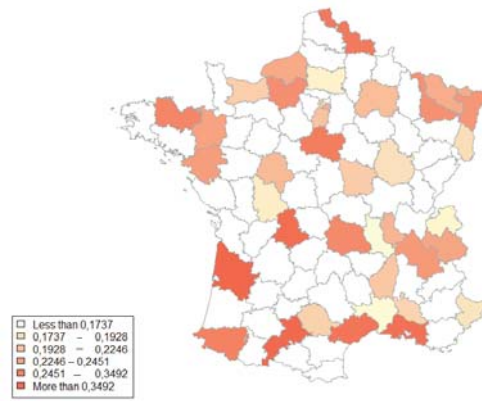 Less than 0,1737
0,1737 – 0,1928
0,1928 – 0,2246
0,2246 – 0,2451
0,2451 – 0,3492
More than 0,3492